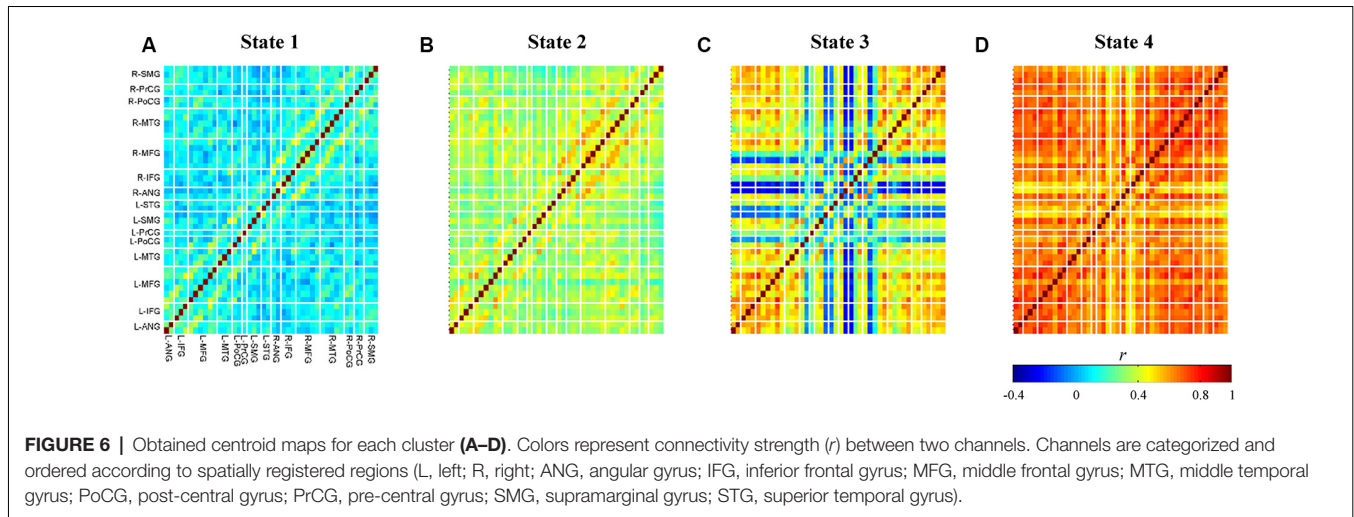 A State 1 B State 2 C State 3 D State 4
R-SMG
R-PrCG
R-PoCG
R-MTG
R-MFG
R-IFG
R-ANG
L-STG
L-SMG
L-PrCG
L-PoCG
L-MTG
L-MFG
L-IFG
L-ANG
L-ANG L-IFG L-MFG L-MTG L-PoCG L-PrCG L-SMG L-STG R-ANG R-IFG R-MFG R-MTG R-PoCG R-PrCG R-SMG
r
-0.4 0 0.4 0.8 1
FIGURE 6 | Obtained centroid maps for each cluster (A–D). Colors represent connectivity strength (r) between two channels. Channels are categorized and
ordered according to spatially registered regions (L, left; R, right; ANG, angular gyrus; IFG, inferior frontal gyrus; MFG, middle frontal gyrus; MTG, middle temporal
gyrus; PoCG, post-central gyrus; PrCG, pre-central gyrus; SMG, supramarginal gyrus; STG, superior temporal gyrus).